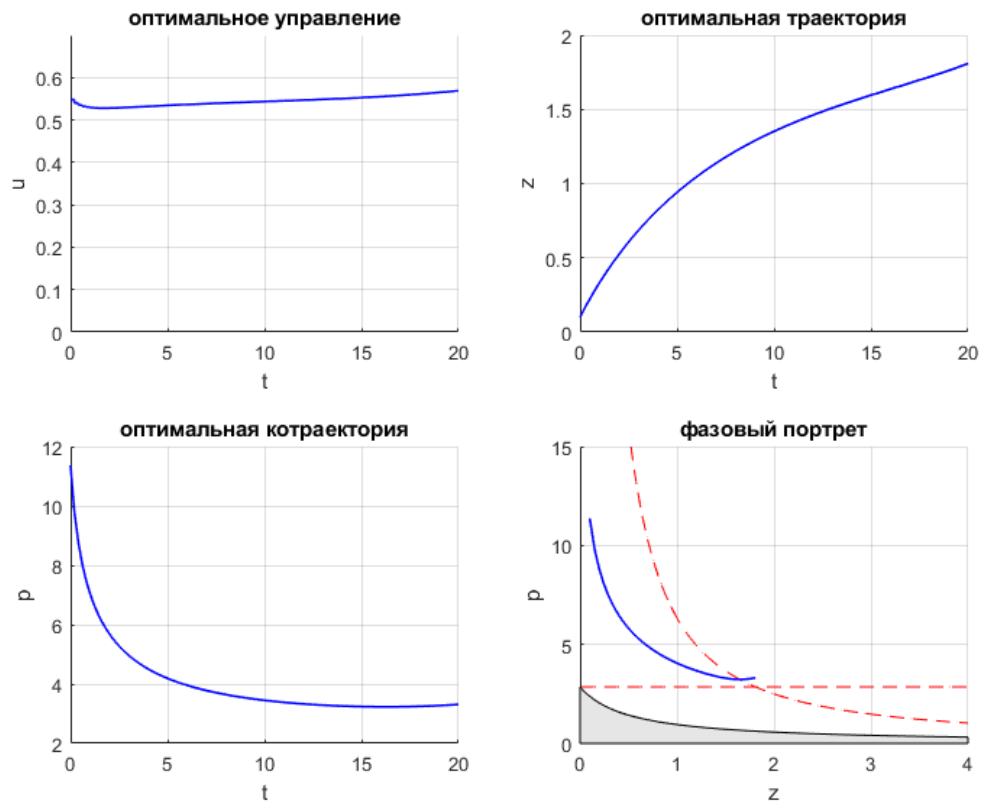 оптимальное управление
0.6
0.5
0.4
0.3
0.2
0.1
0
u
0 5 10 15 20
t
оптимальная траектория
2
1.5
1
0.5
0
z
0 5 10 15 20
t
оптимальная котраектория
12
10
8
6
4
2
p
0 5 10 15 20
t
фазовый портрет
15
10
5
0
p
0 1 2 3 4
z